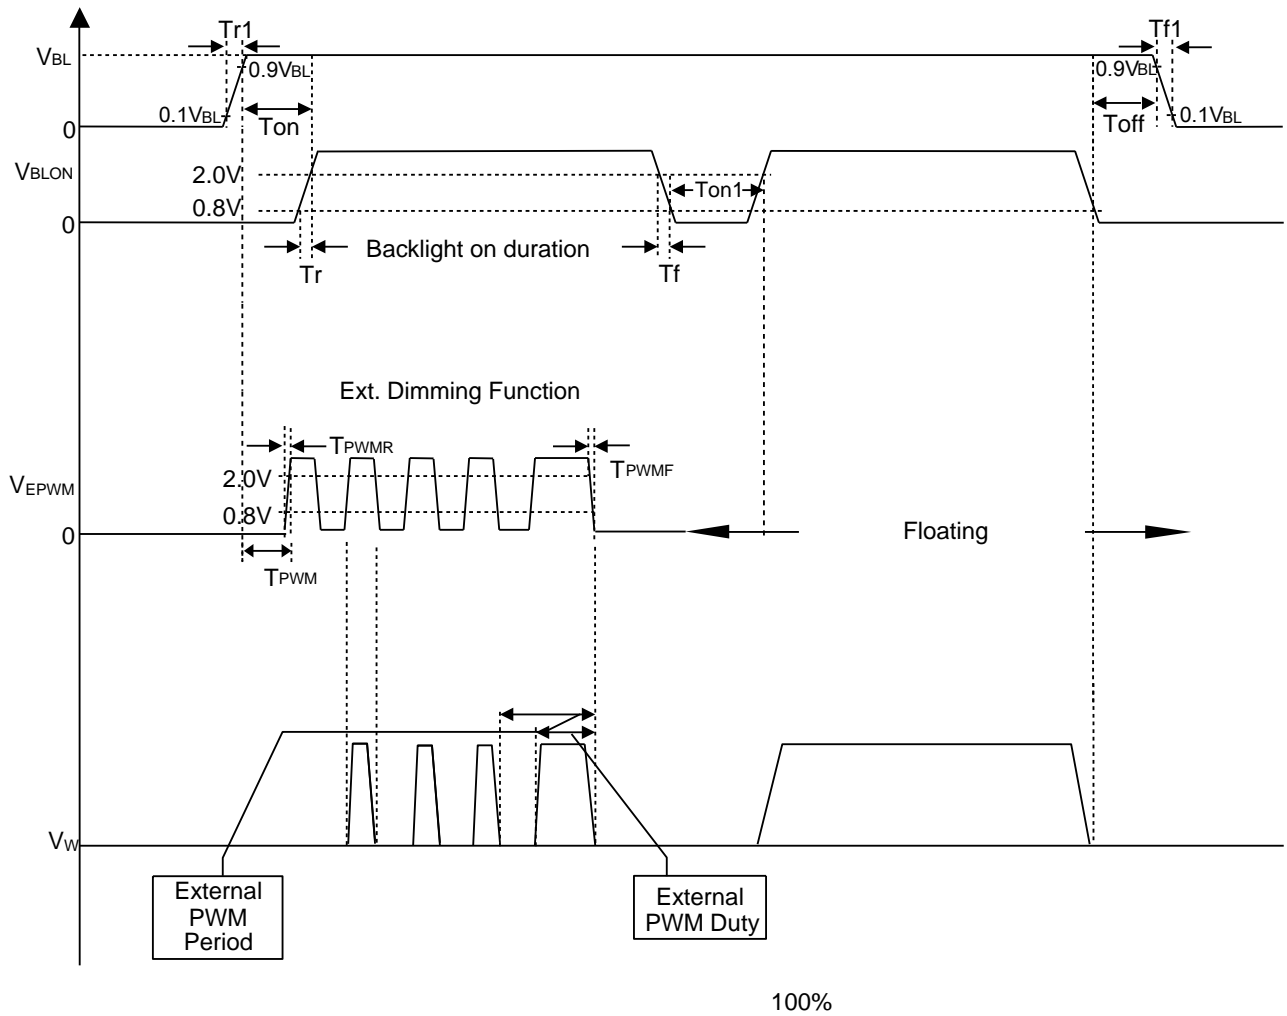 Tr1
Tf1
VBL
0.9VBL
0.9VBL
0.1VBL
Ton
Toff
0.1VBL
0
VBLON
2.0V
Ton1
0.8V
0
Backlight on duration
Tr
Tf
Ext. Dimming Function
TPWMR
TPWMF
2.0V
VEPWM
0.8V
0
Floating
TPWM
VW
External
PWM
Period
External
PWM Duty
100%